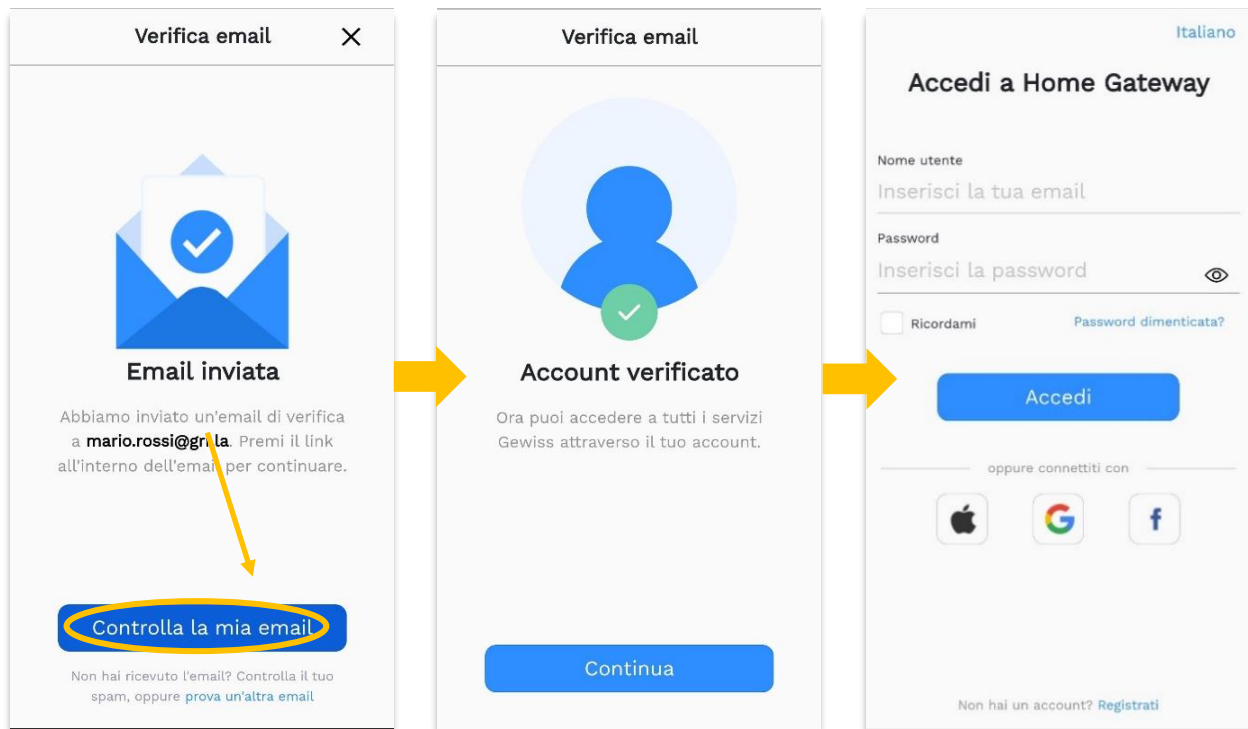 Verifica email
Email inviata
Abbiamo inviato un'email di verifica
a mario.rossi@gri.la. Premi il link
all'interno dell'email per continuare.
Controlla la mia email
Non hai ricevuto l'email? Controlla il tuo
spam, oppure prova un'altra email
Verifica email
Account verificato
Ora puoi accedere a tutti i servizi
Gewiss attraverso il tuo account.
Continua
Italiano
Accedi a Home Gateway
Nome utente
Inserisci la tua email
Password
Inserisci la password
Ricordami
Password dimenticata?
Accedi
oppure connettiti con
Non hai un account? Registrati